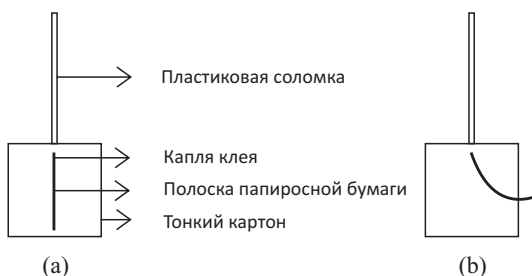 Пластиковая соломка
Капля клея
Полоска папиросной бумаги
Тонкий картон
(a) (b)